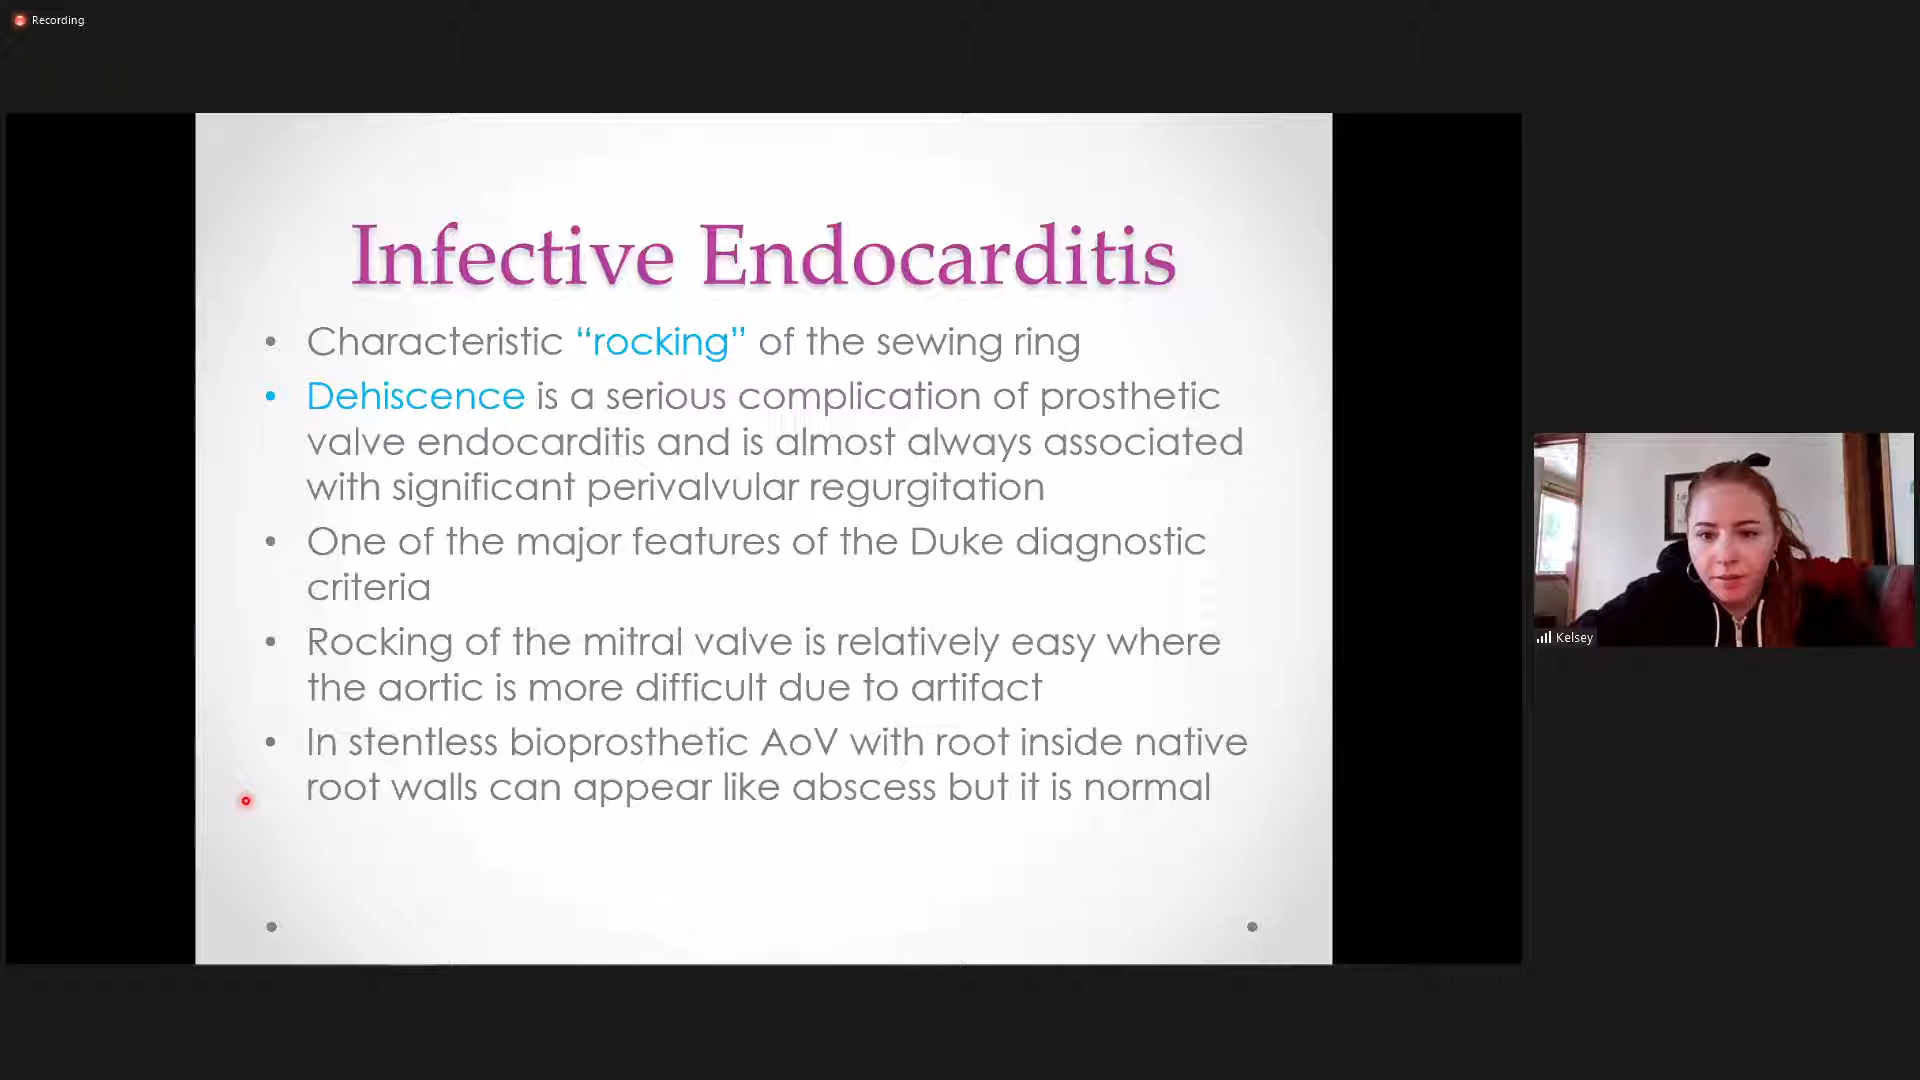 Recording
Infective Endocarditis
• Characteristic “rocking” of the sewing ring
• Dehiscence is a serious complication of prosthetic
valve endocarditis and is almost always associated
with significant perivalvular regurgitation
• One of the major features of the Duke diagnostic
criteria
• Rocking of the mitral valve is relatively easy where
the aortic is more difficult due to artifact
• In stentless bioprosthetic AoV with root inside native
root walls can appear like abscess but it is normal
Kelsey